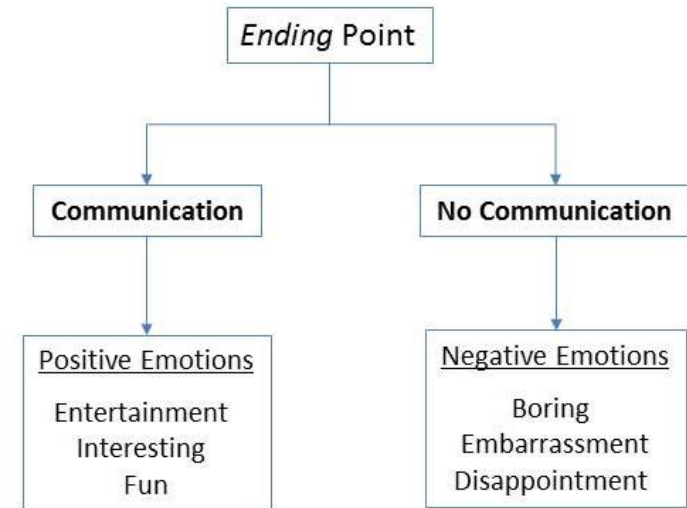 Ending Point
Communication
No Communication
Positive Emotions
Entertainment
Interesting
Fun
Negative Emotions
Boring
Embarrassment
Disappointment